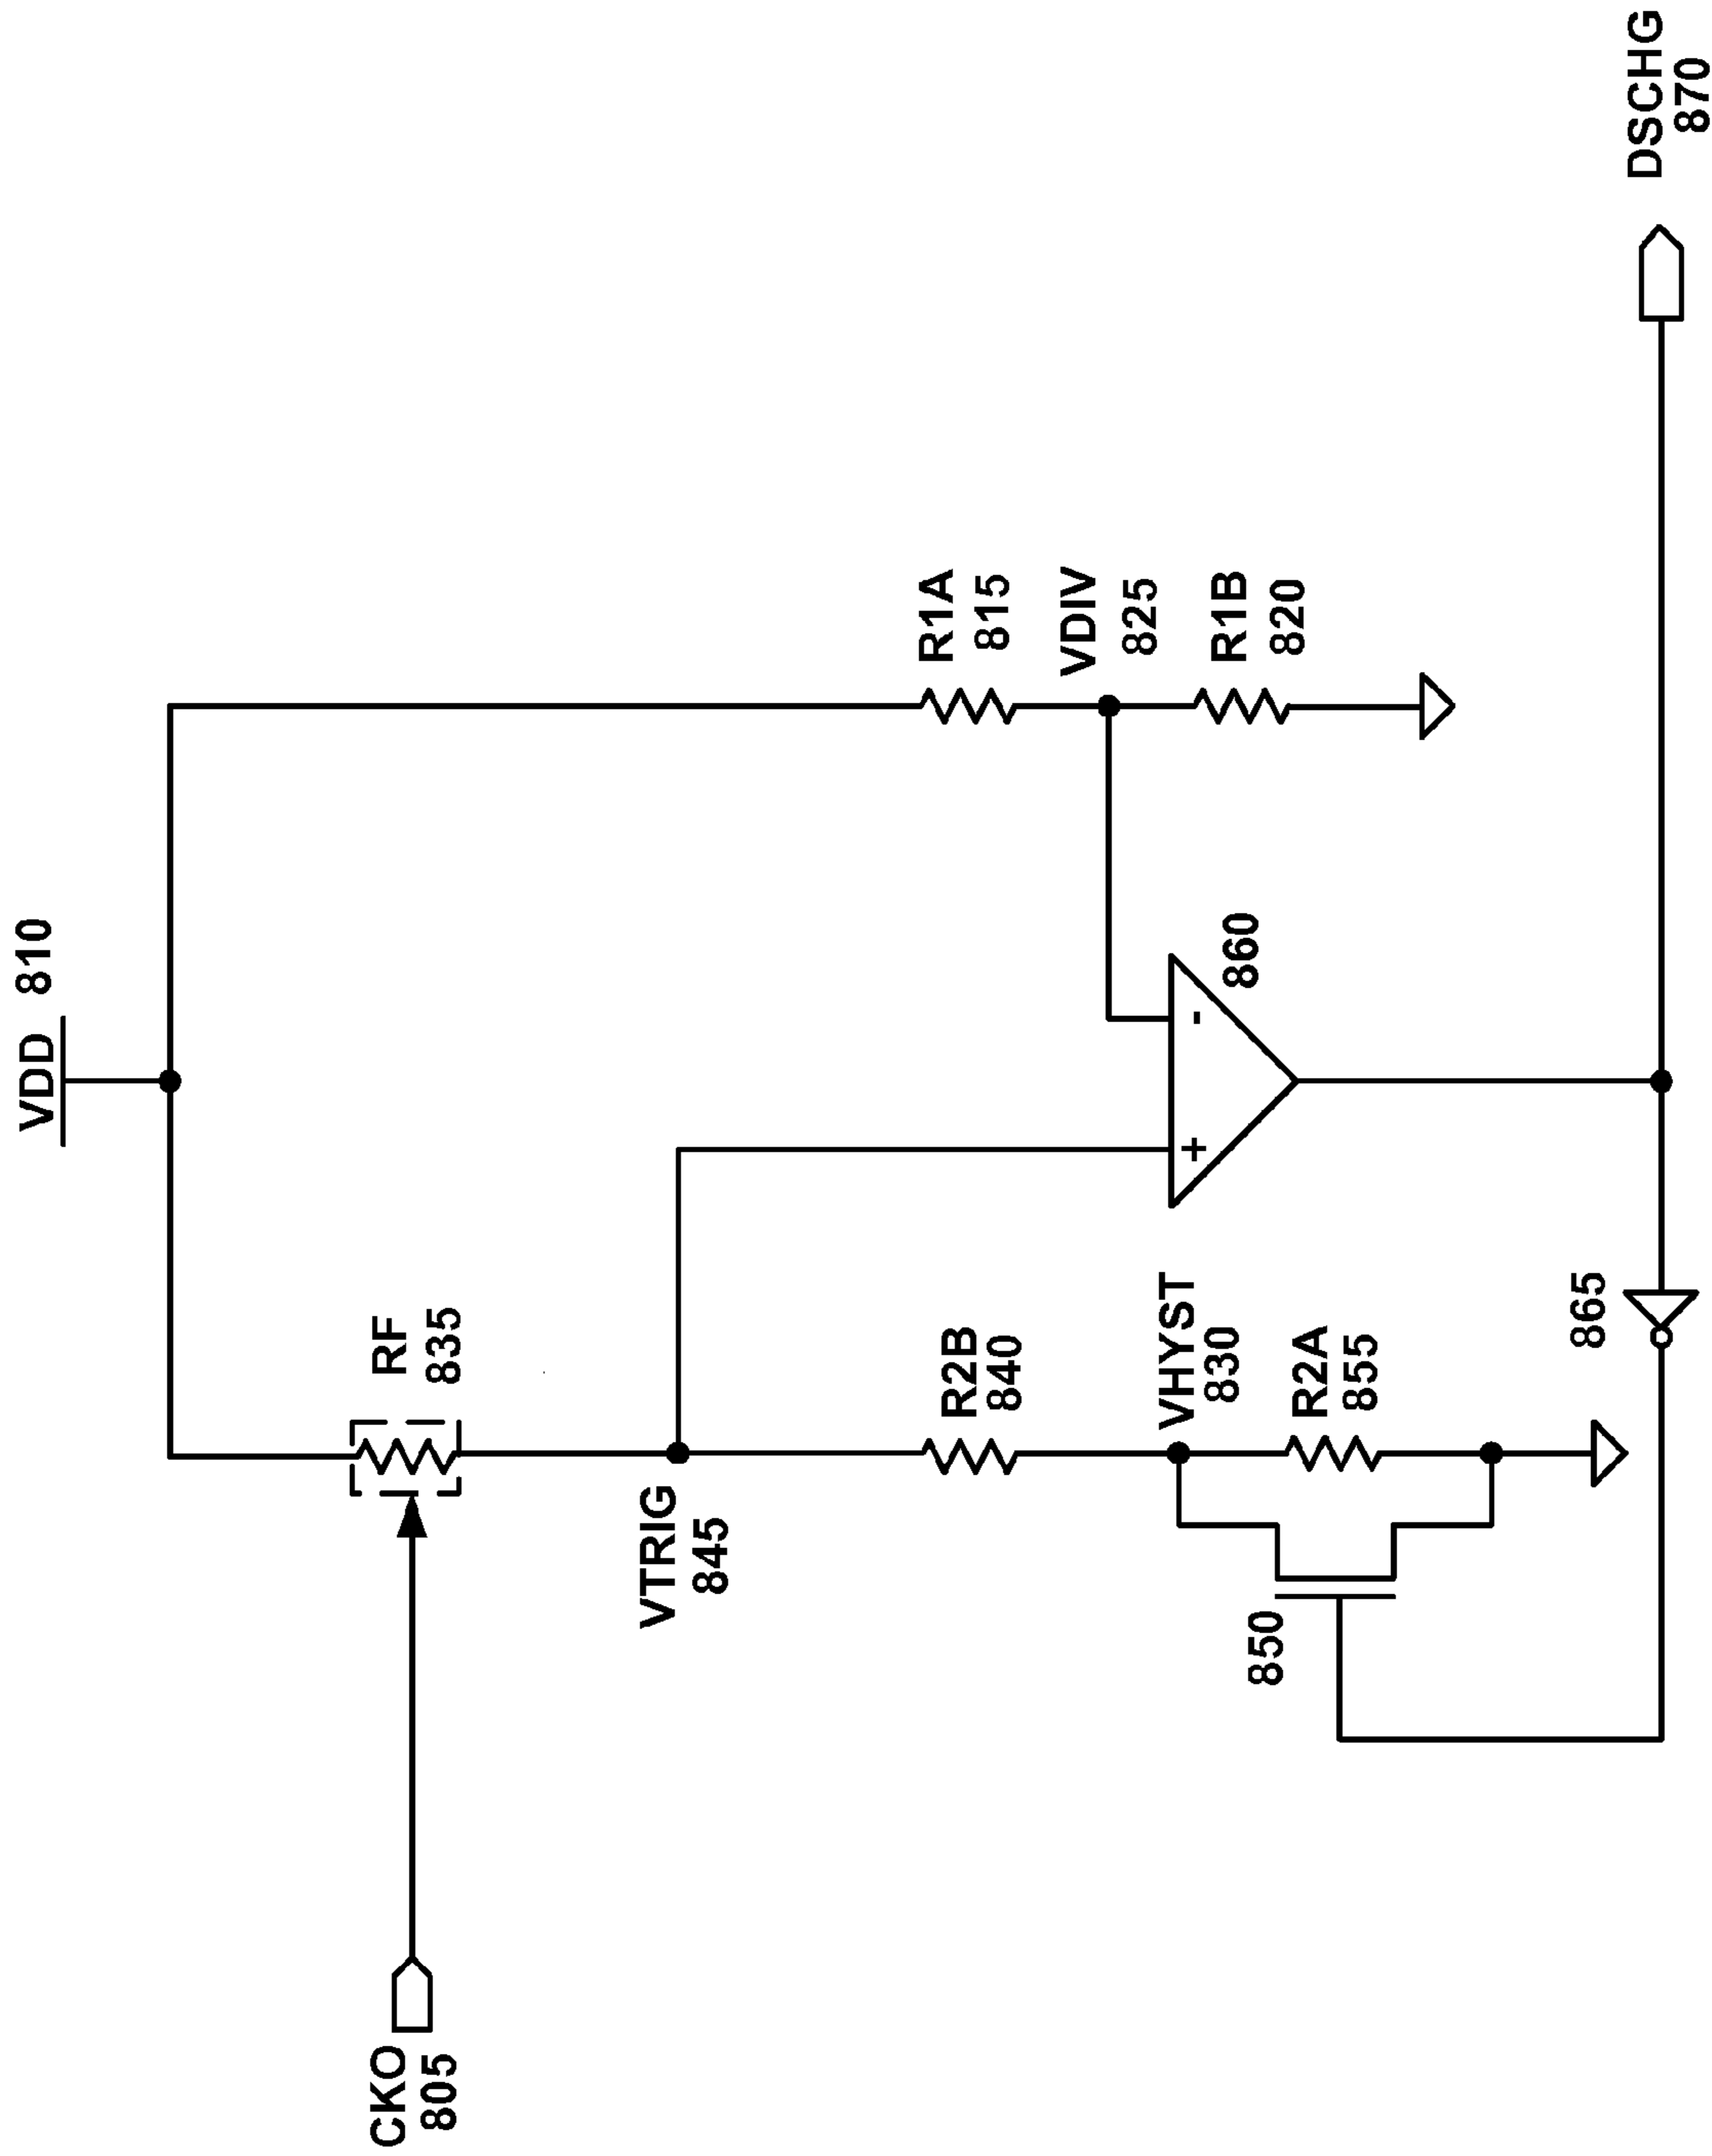 VDD 810
RF
835
CKO
805
VTRIG
845
R1A
815
VDIV
825
R1B
820
R2B
840
VHYST
830
R2A
855
850
+
-
860
865
DSCHG
870